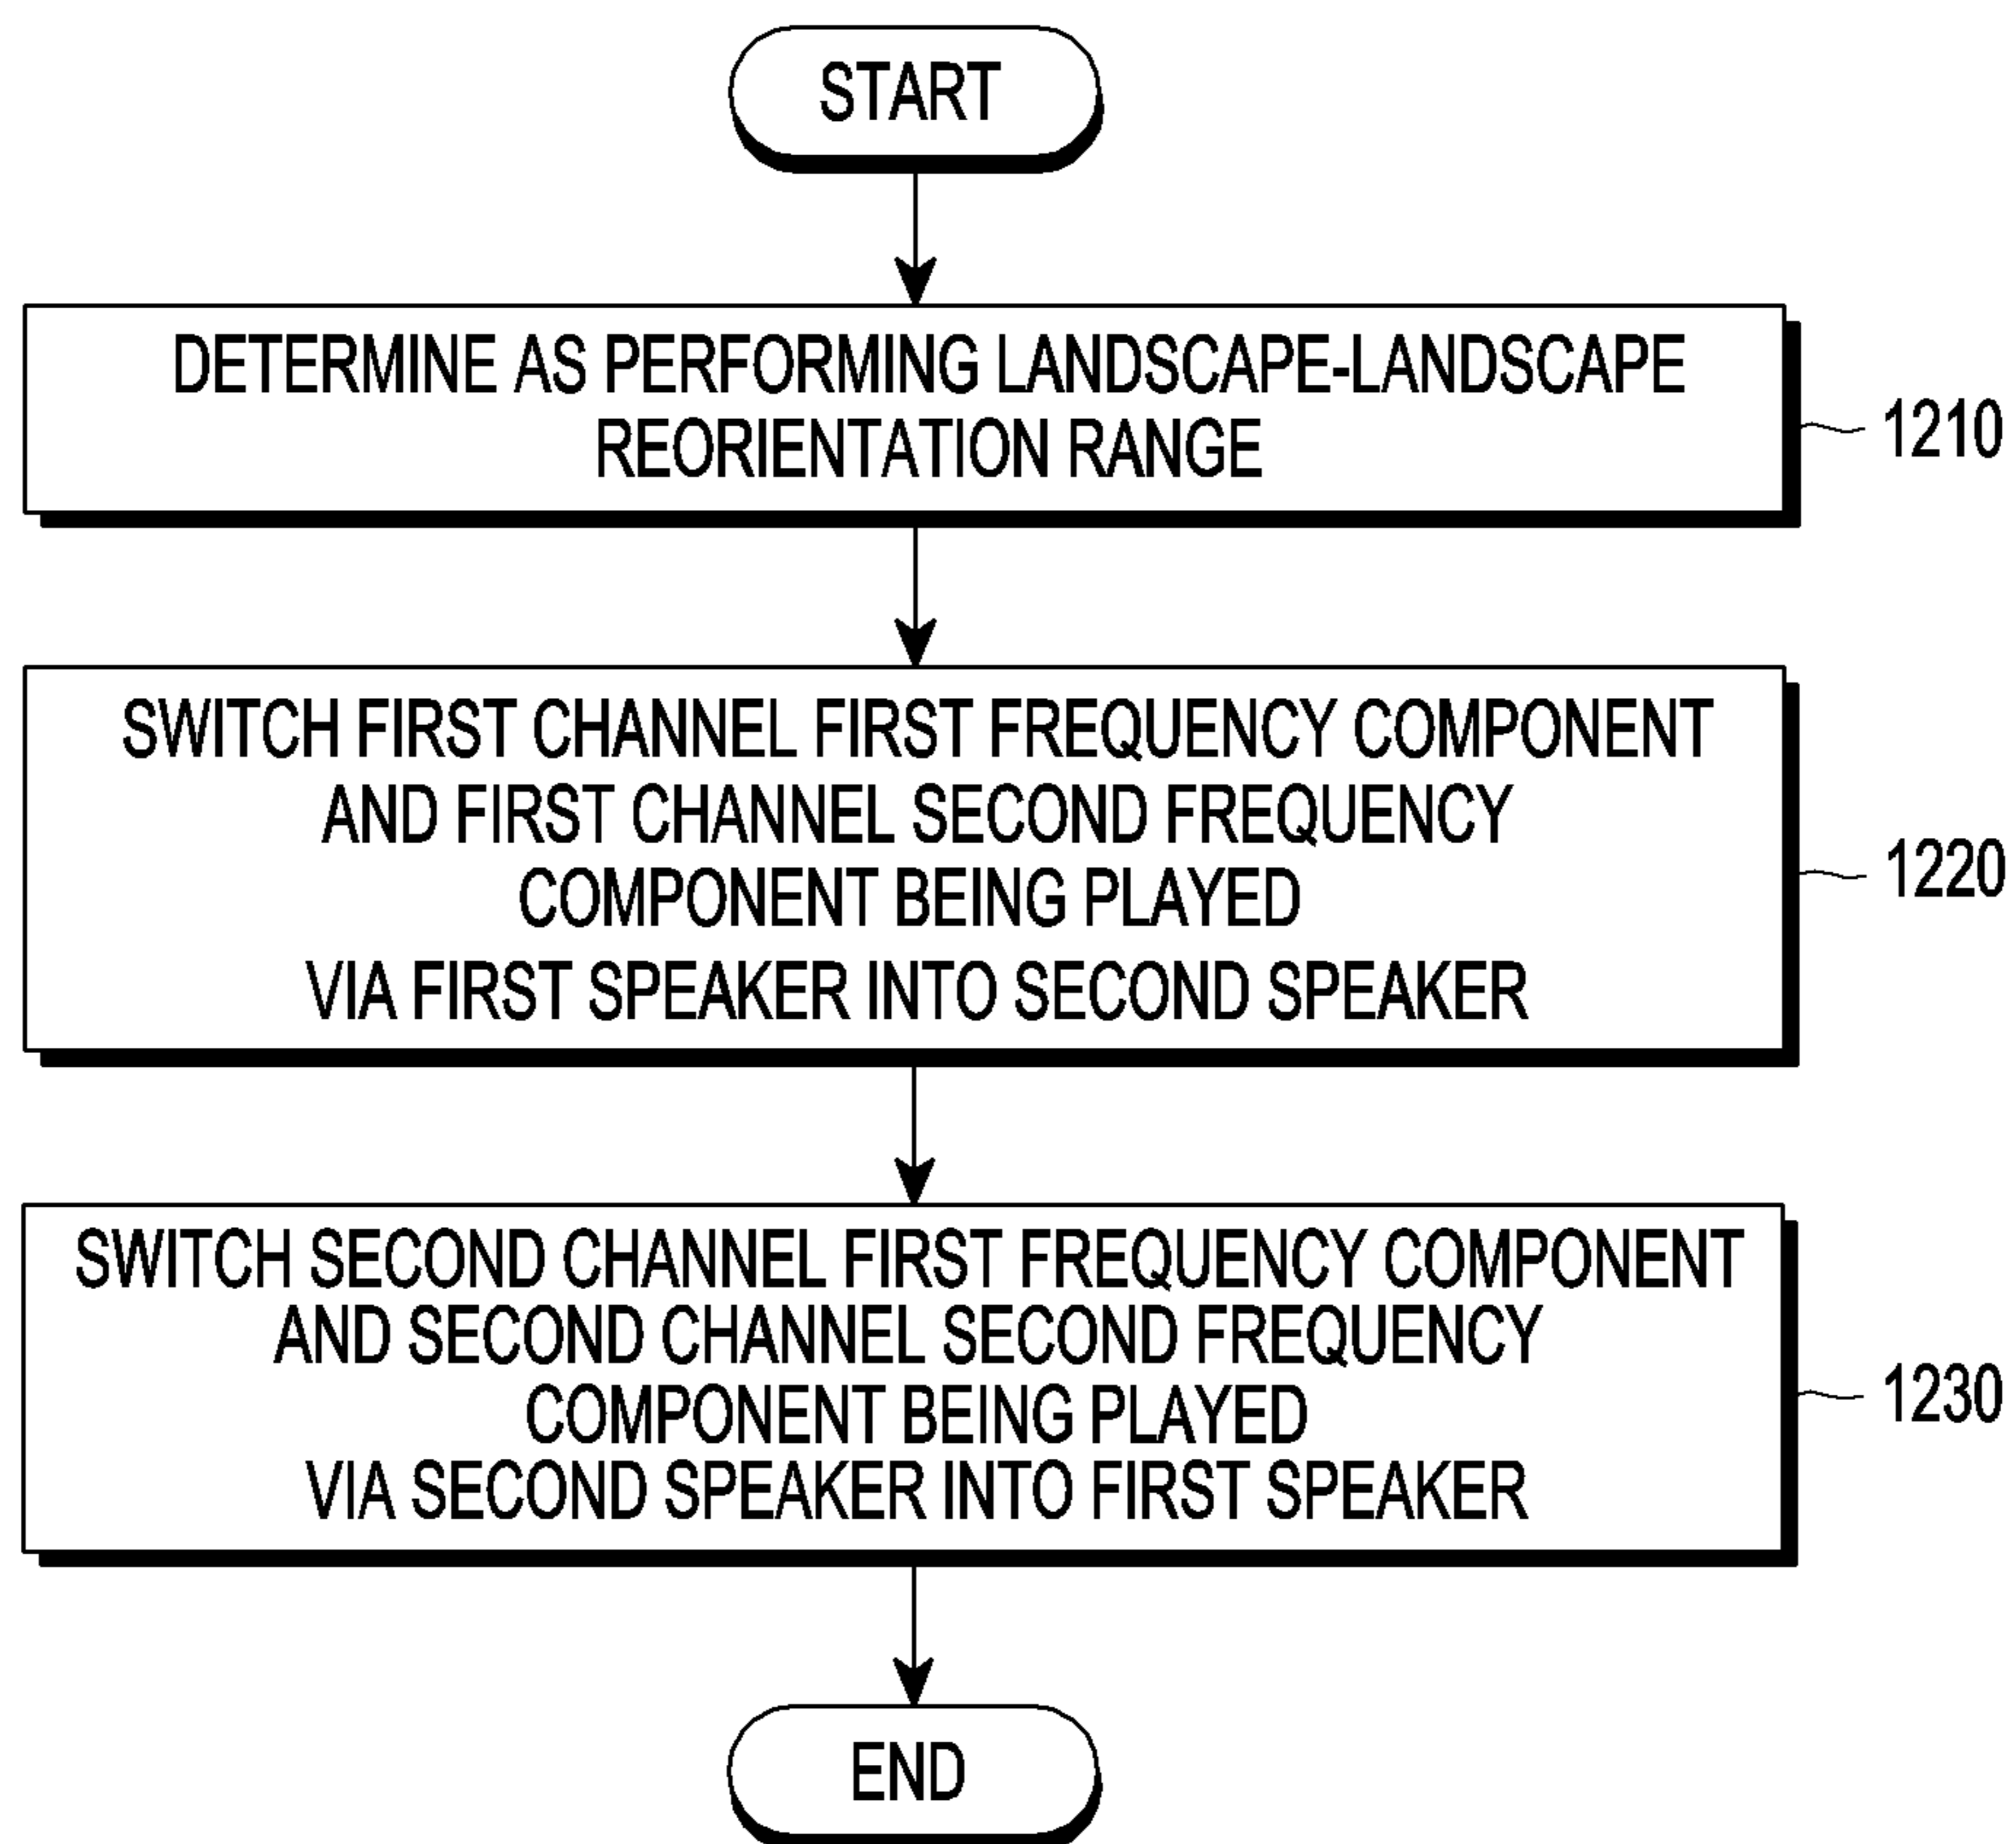 START
DETERMINE AS PERFORMING LANDSCAPE-LANDSCAPE
REORIENTATION RANGE
1210
SWITCH FIRST CHANNEL FIRST FREQUENCY COMPONENT
AND FIRST CHANNEL SECOND FREQUENCY
COMPONENT BEING PLAYED
VIA FIRST SPEAKER INTO SECOND SPEAKER
1220
SWITCH SECOND CHANNEL FIRST FREQUENCY COMPONENT
AND SECOND CHANNEL SECOND FREQUENCY
COMPONENT BEING PLAYED
VIA SECOND SPEAKER INTO FIRST SPEAKER
1230
END